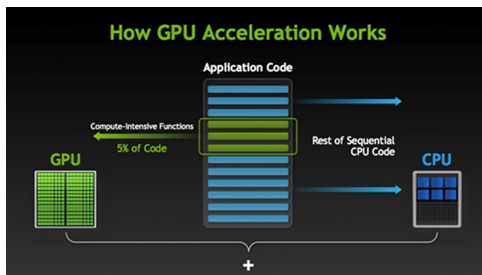 How GPU Acceleration Works
Application Code
Compute-Intensive Functions
5% of Code
Rest of Sequential
CPU Code
GPU
CPU
+